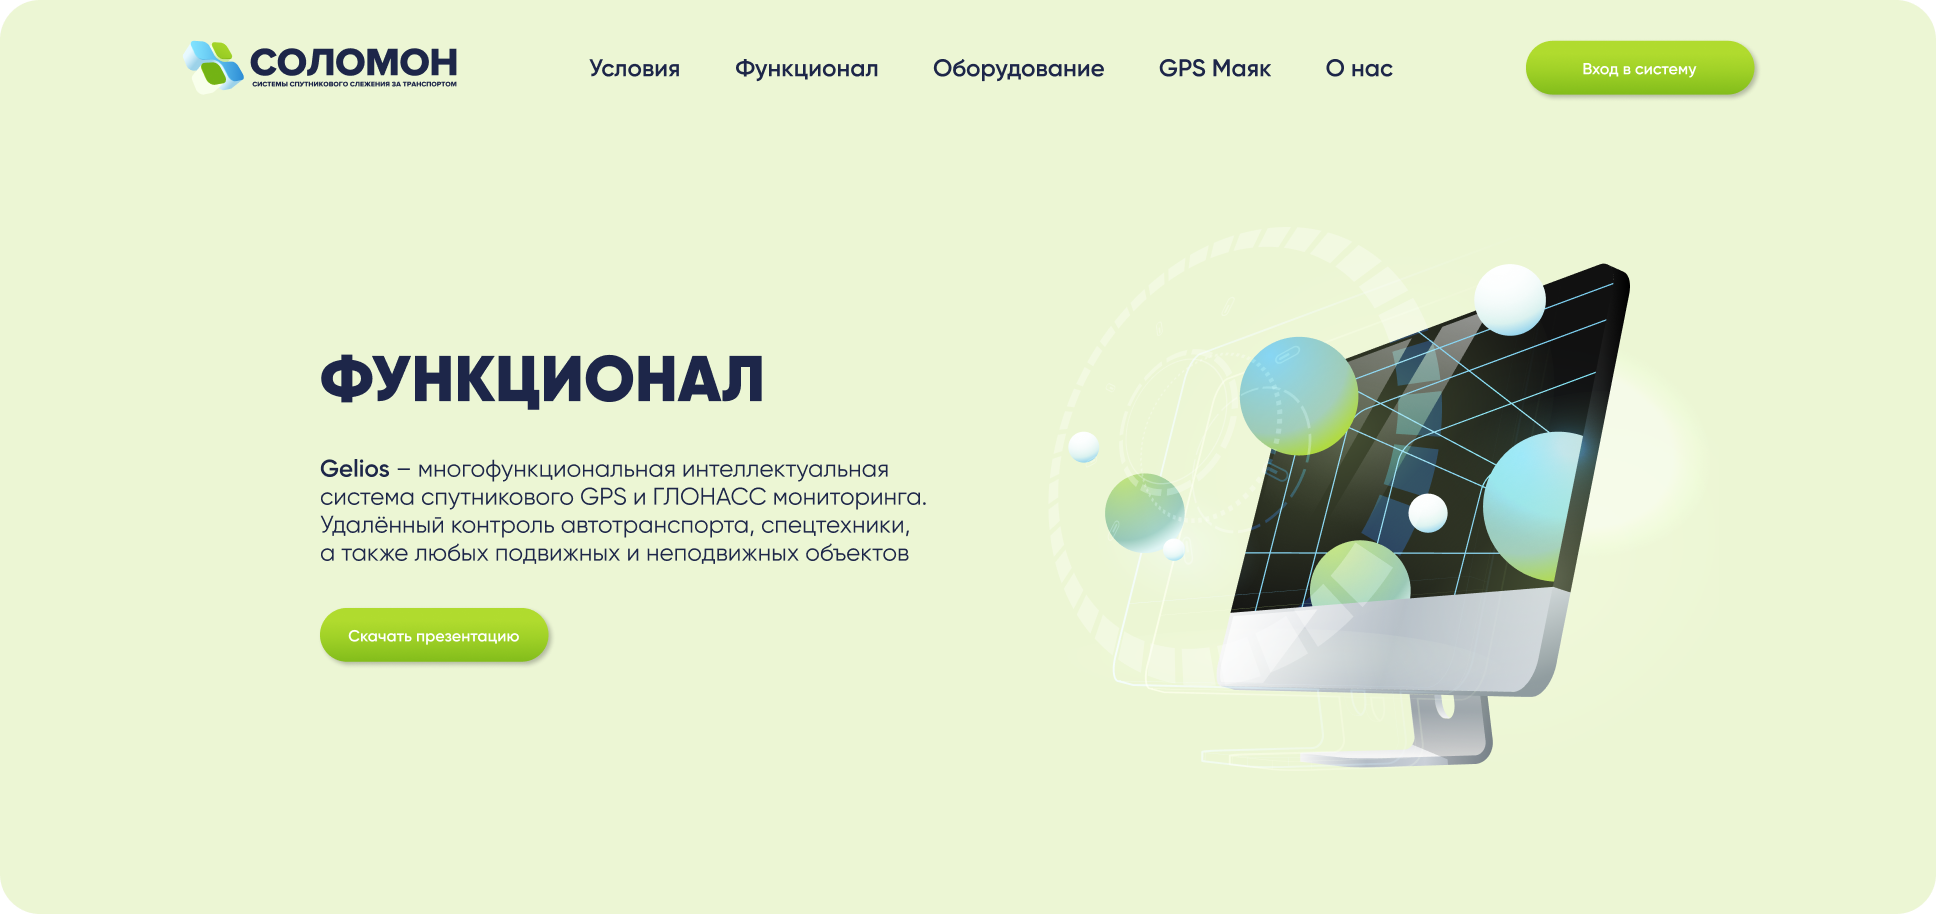 СОЛОМОН
СИСТЕМЫ СПУТНИКОВОГО СЛЕЖЕНИЯ ЗА ТРАНСПОРТОМ
Условия
Функционал
Оборудование
GPS Маяк
О нас
Вход в систему
ФУНКЦИОНАЛ
Gelios – многофункциональная интеллектуальная
система спутникового GPS и ГЛОНАСС мониторинга.
Удалённый контроль автотранспорта, спецтехники,
а также любых подвижных и неподвижных объектов
Скачать презентацию